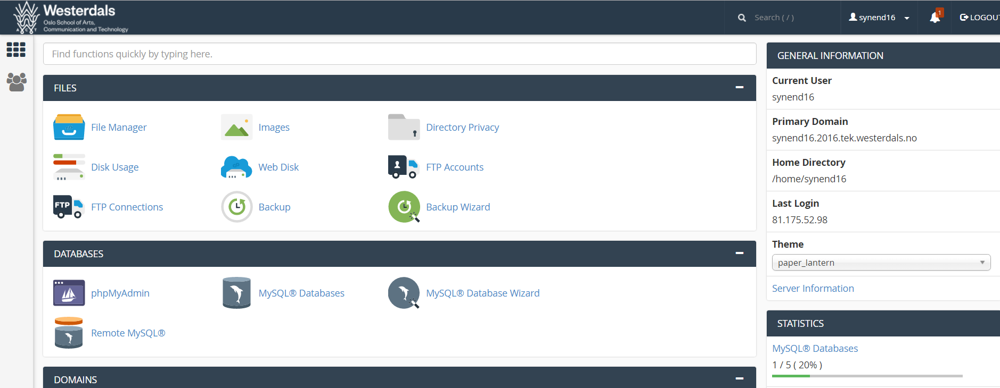 Westerdals
Oslo School of Arts,
Communication and Technology
A C T
Search ( / )
synend16
1
LOGOUT
Find functions quickly by typing here.
FILES
File Manager
Images
Directory Privacy
Disk Usage
Web Disk
FTP Accounts
FTP
FTP Connections
Backup
Backup Wizard
DATABASES
phpMyAdmin
MySQL® Databases
MySQL® Database Wizard
Remote MySQL®
DOMAINS
GENERAL INFORMATION
Current User
synend16
Primary Domain
synend16.2016.tek.westerdals.no
Home Directory
/home/synend16
Last Login
81.175.52.98
Theme
paper_lantern
Server Information
STATISTICS
MySQL® Databases
1 / 5 ( 20% )